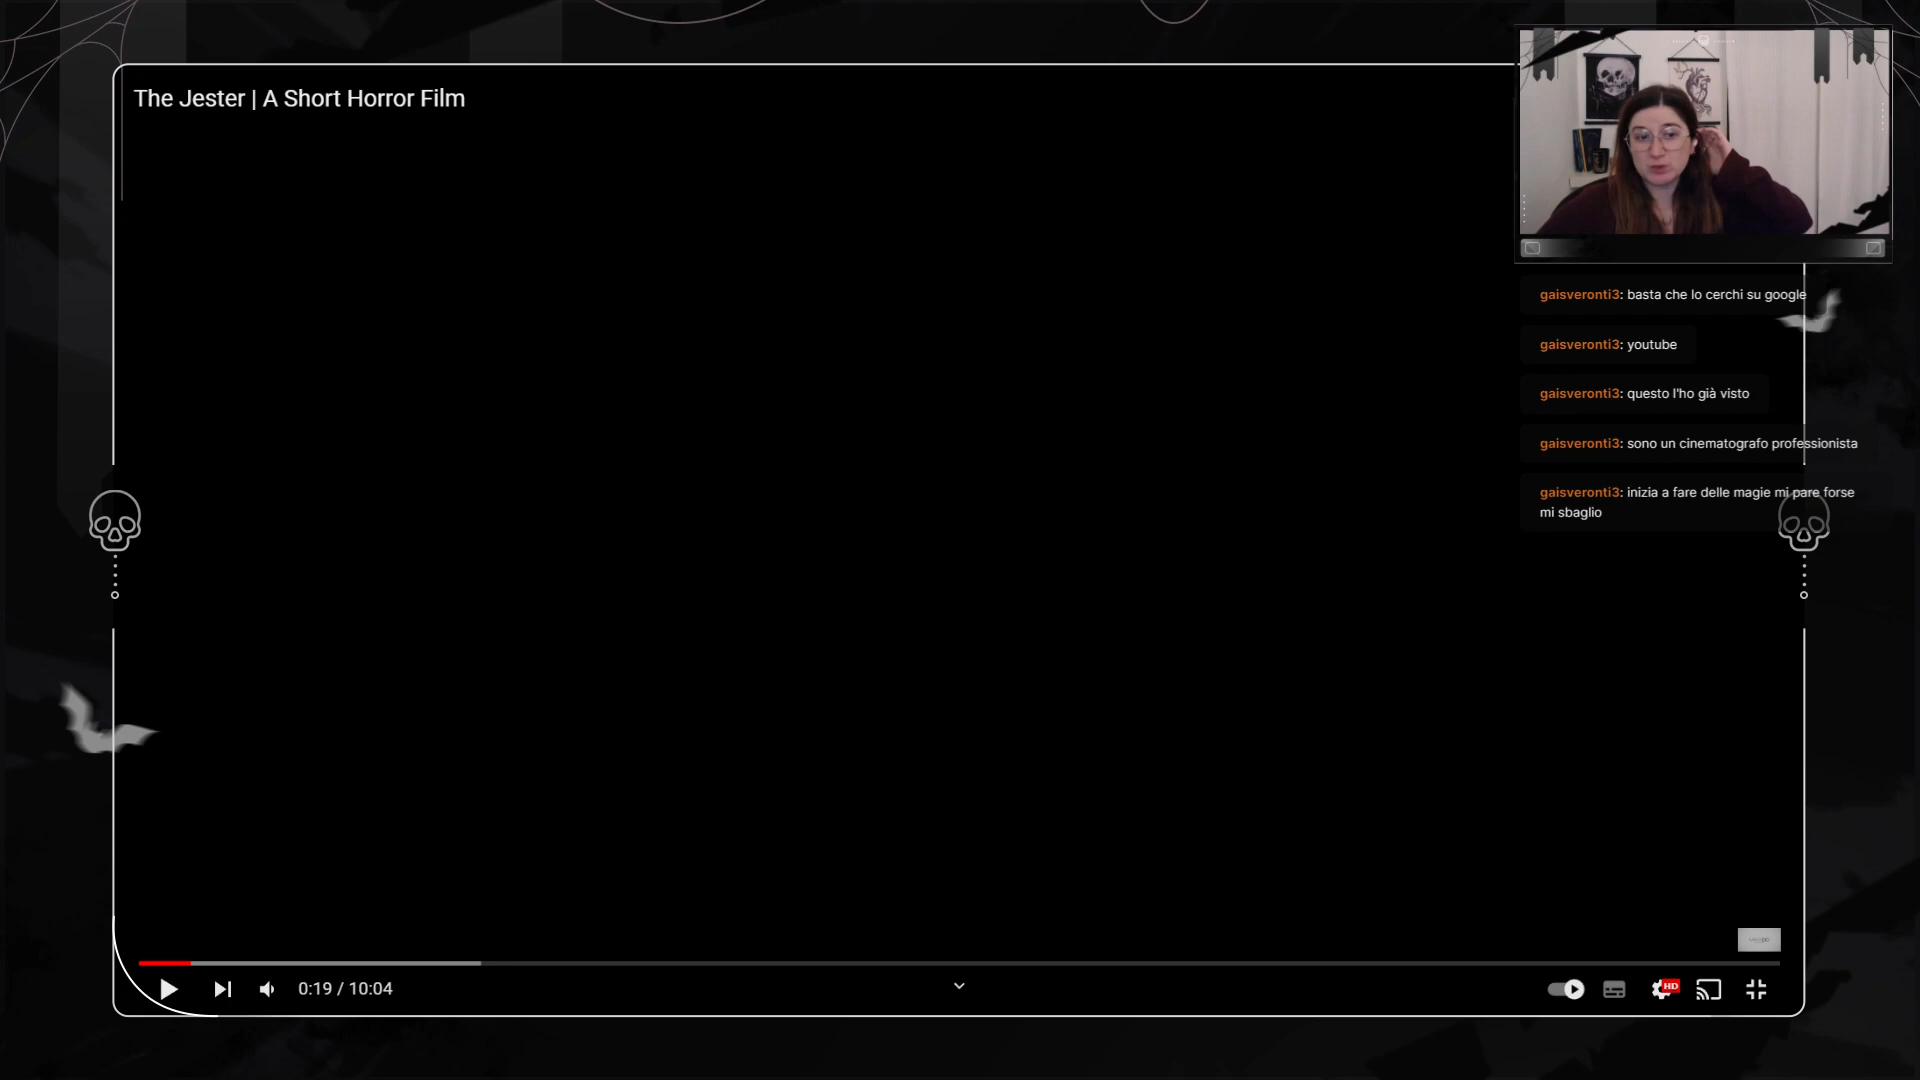 The Jester | A Short Horror Film
gaisveronti3: basta che lo cerchi su google
gaisveronti3: youtube
gaisveronti3: questo l'ho già visto
gaisveronti3: sono un cinematografo professionista
gaisveronti3: inizia a fare delle magie mi pare forse
mi sbaglio
0:19 / 10:04
HD